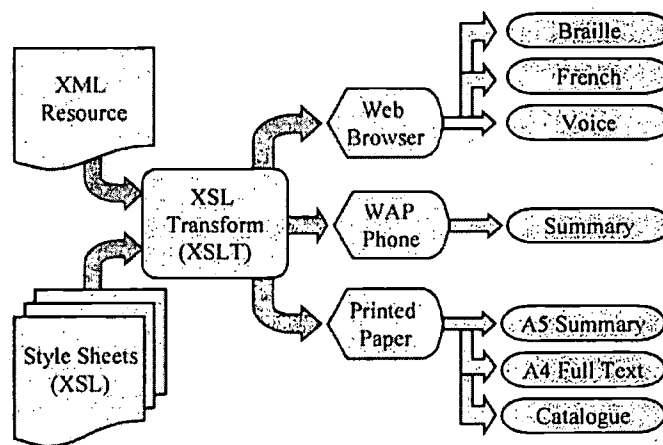 XML
Resource
Style Sheets
(XSL)
XSL
Transform
(XSLT)
Web
Browser
WAP
Phone
Printed
Paper
Braille
French
Voice
Summary
A5 Summary
A4 Full Text
Catalogue